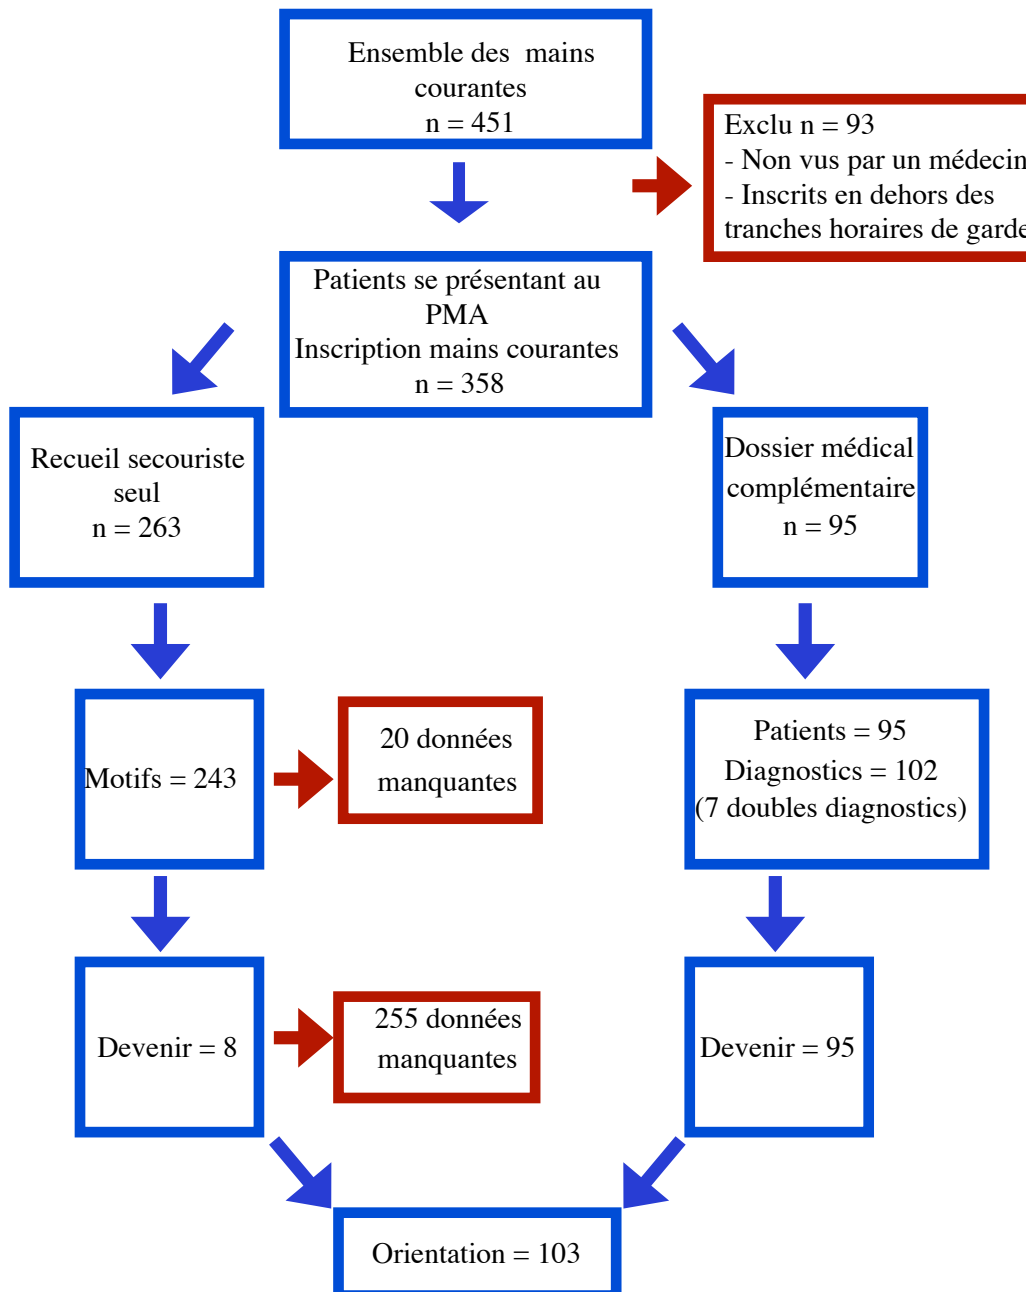 Ensemble des mains
courantes
n = 451
Exclu n = 93
- Non vus par un médecin
- Inscrits en dehors des
tranches horaires de garde
Patients se présentant au
PMA
Inscription mains courantes
n = 358
Recueil secouriste
seul
n = 263
Dossier médical
complémentaire
n = 95
Motifs = 243
20 données
manquantes
Patients = 95
Diagnostics = 102
(7 doubles diagnostics)
Devenir = 8
255 données
manquantes
Devenir = 95
Orientation = 103